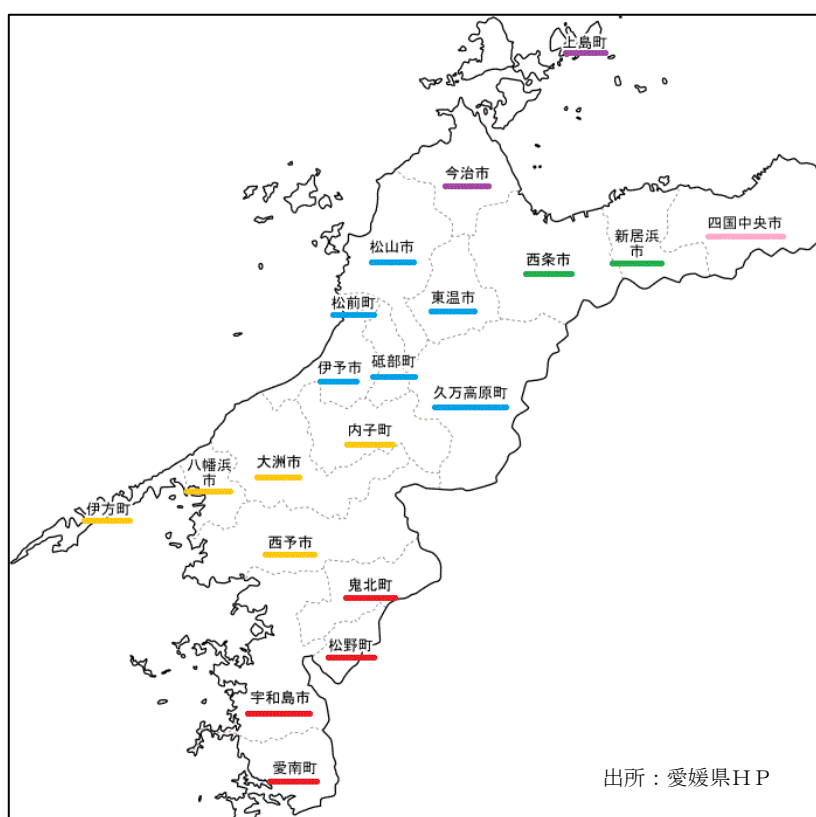 上島町
今治市
四国中央市
新居浜
市
松山市
西条市
東温市
松前町
砥部町
伊予市
久万高原町
内子町
大洲市
八幡浜
市
伊方町
西予市
鬼北町
松野町
宇和島市
愛南町
出所：愛媛県ＨＰ